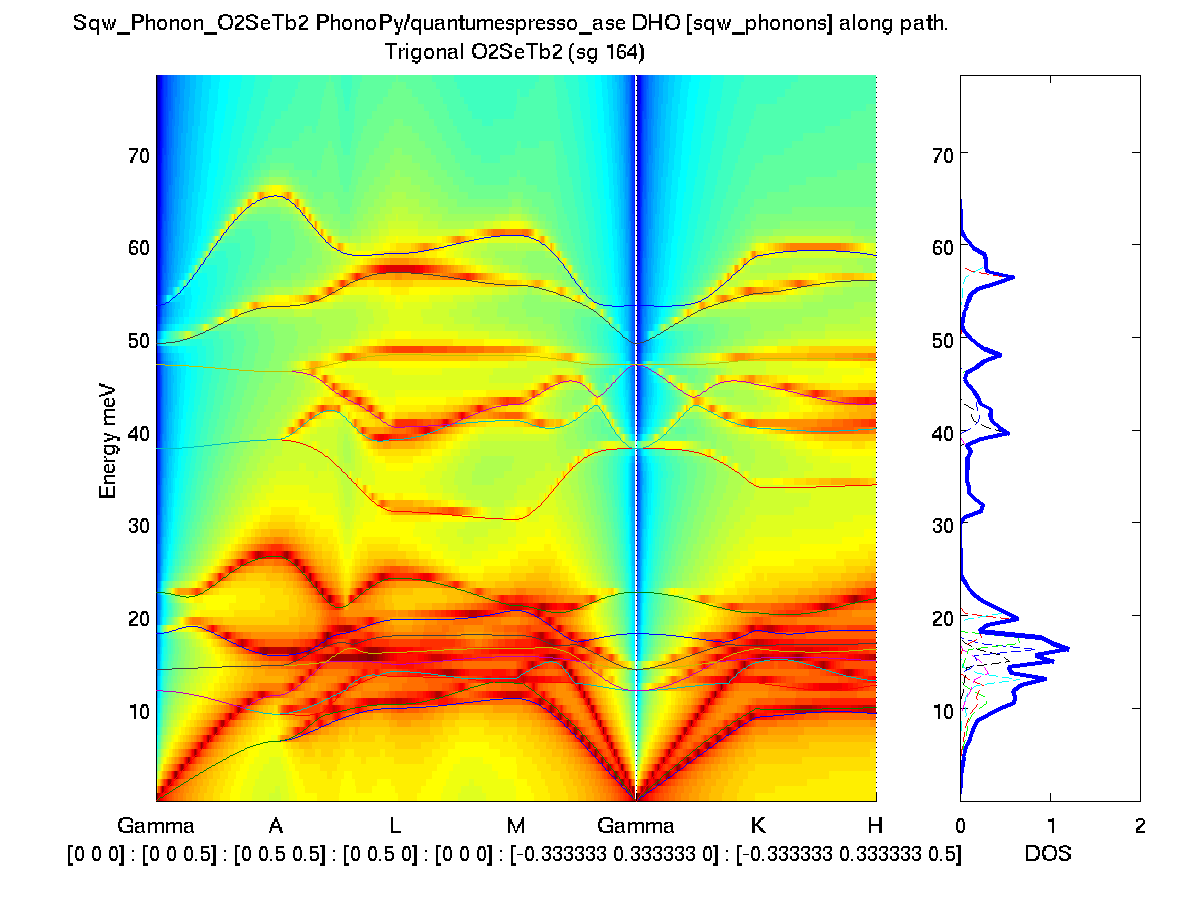 Sqw_Phonon_O2SeTb2 PhonoPy/quantumespresso_ase DHO [sqw_phonons] along path.
Trigonal O2SeTb2 (sg 164)
70
60
50
40
30
20
10
Energy meV
Gamma A L M Gamma K H
[0 0 0] : [0 0 0.5] : [0 0.5 0.5] : [0 0.5 0] : [0 0 0] : [-0.333333 0.333333 0] : [-0.333333 0.333333 0.5]
70
60
50
40
30
20
10
0 1 2
DOS